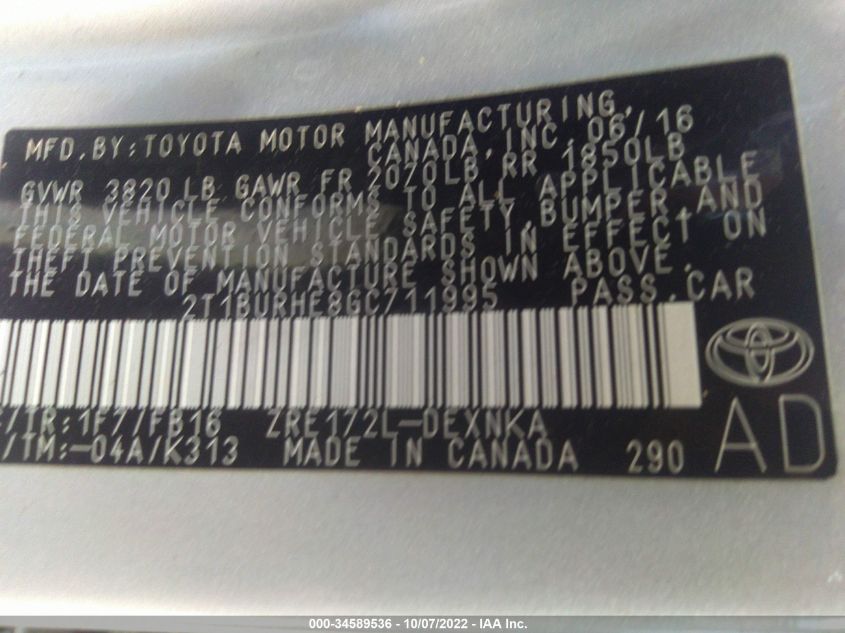 MFD. BY: TOYOTA MOTOR MANUFACTURING,
CANADA, INC. 06/16
GVWR 3820 LB GAWR FR 2070LB RR 1850LB
THIS VEHICLE CONFORMS TO ALL APPLICABLE
FEDERAL MOTOR VEHICLE SAFETY, BUMPER, AND
THEFT PREVENTION STANDARDS IN EFFECT ON
THE DATE OF MANUFACTURE SHOWN ABOVE.
2T1BURHE8GC711995 PASS. CAR
/TR: 1F7/FB16 ZRE172L-DEXNKA
/TM: -04A/K313 MADE IN CANADA 290
AD
000-34589536 - 10/07/2022 - IAA Inc.